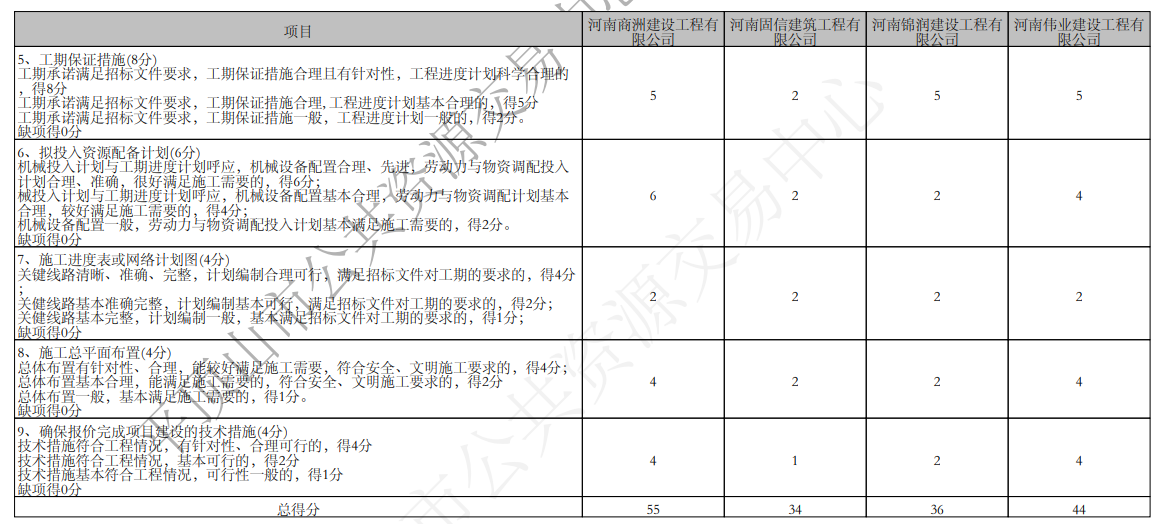 项目
河南商洲建设工程有
限公司
河南固信建筑工程有
限公司
河南锦润建设工程有
限公司
河南伟业建设工程有
限公司
5、工期保证措施(8分)
工期承诺满足招标文件要求，工期保证措施合理且有针对性，工程进度计划科学合理的
，得8分
工期承诺满足招标文件要求，工期保证措施合理,工程进度计划基本合理的，得5分
工期承诺满足招标文件要求，工期保证措施一般，工程进度计划一般的，得2分。
缺项得0分
5
2
5
5
6、拟投入资源配备计划(6分)
机械投入计划与工期进度计划呼应，机械设备配置合理、先进，劳动力与物资调配投入
计划合理、准确，很好满足施工需要的，得6分；
械投入计划与工期进度计划呼应，机械设备配置基本合理，劳动力与物资调配计划基本
合理，较好满足施工需要的，得4分；
机械设备配置一般，劳动力与物资调配投入计划基本满足施工需要的，得2分。
缺项得0分
6
2
2
4
7、施工进度表或网络计划图(4分)
关键线路清晰、准确、完整，计划编制合理可行，满足招标文件对工期的要求的，得4分
；
关健线路基本准确完整，计划编制基本可行，满足招标文件对工期的要求的，得2分；
关健线路基本完整，计划编制一般，基本满足招标文件对工期的要求的，得1分；
缺项得0分
2
2
2
2
8、施工总平面布置(4分)
总体布置有针对性、合理，能较好满足施工需要，符合安全、文明施工要求的，得4分；
总体布置基本合理，能满足施工需要的，符合安全、文明施工要求的，得2分
总体布置一般，基本满足施工需要的，得1分。
缺项得0分
4
2
2
4
9、确保报价完成项目建设的技术措施(4分)
技术措施符合工程情况，有针对性、合理可行的，得4分
技术措施符合工程情况，基本可行的，得2分
技术措施基本符合工程情况，可行性一般的，得1分
缺项得0分
4
1
2
4
总得分
55
34
36
44
平顶山市公共资源交易中心
市公共资源交易中心